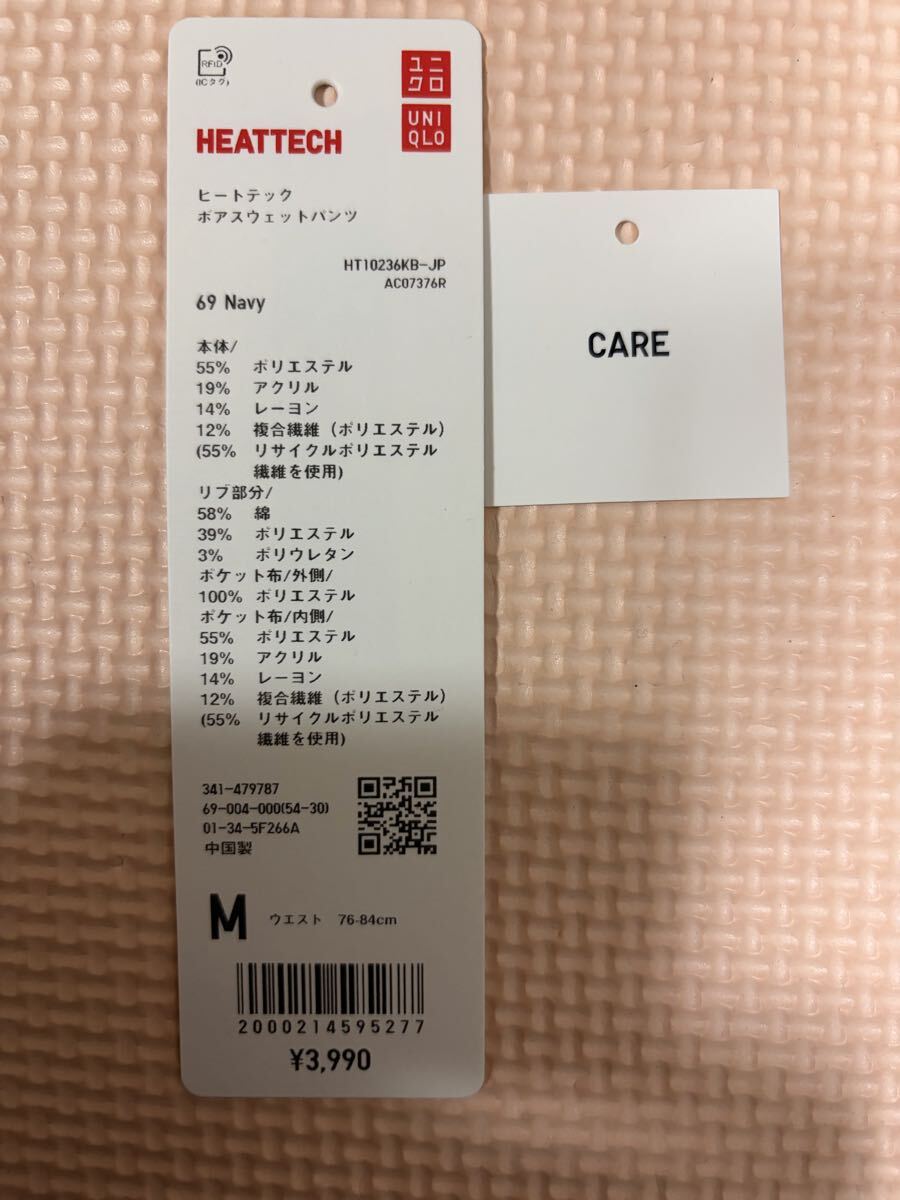 RFID
(ICタグ)
ユニ
クロ
UNI
QLO
HEATTECH
ヒートテック
ボアスウェットパンツ
HT10236KB-JP
AC07376R
69 Navy
本体/
55% ポリエステル
19% アクリル
14% レーヨン
12% 複合繊維（ポリエステル）
(55% リサイクルポリエステル
繊維を使用)
リブ部分/
58% 綿
39% ポリエステル
3% ポリウレタン
ポケット布/外側/
100% ポリエステル
ポケット布/内側/
55% ポリエステル
19% アクリル
14% レーヨン
12% 複合繊維（ポリエステル）
(55% リサイクルポリエステル
繊維を使用)
341-479787
69-004-000(54-30)
01-34-5F266A
中国製
M ウエスト 76-84cm
2000214595277
¥3,990
CARE